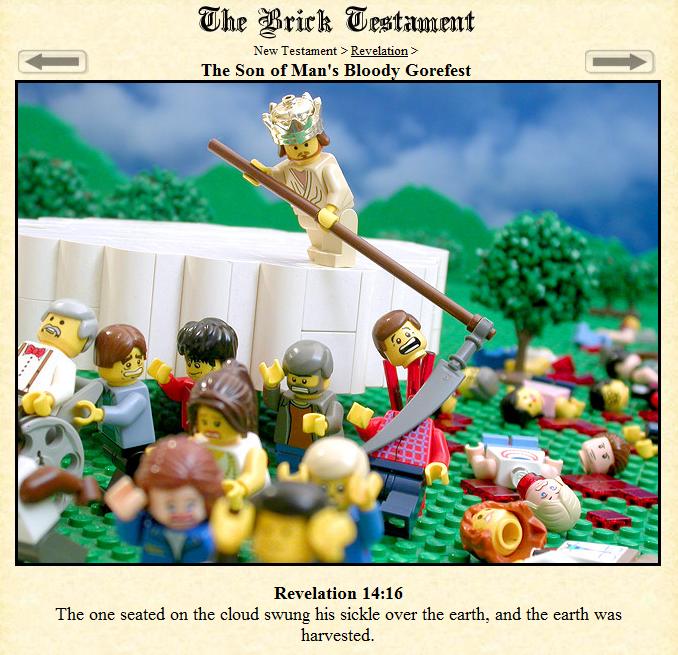 The Brick Testament
New Testament > Revelation >
The Son of Man's Bloody Gorefest
Revelation 14:16
The one seated on the cloud swung his sickle over the earth, and the earth was
harvested.